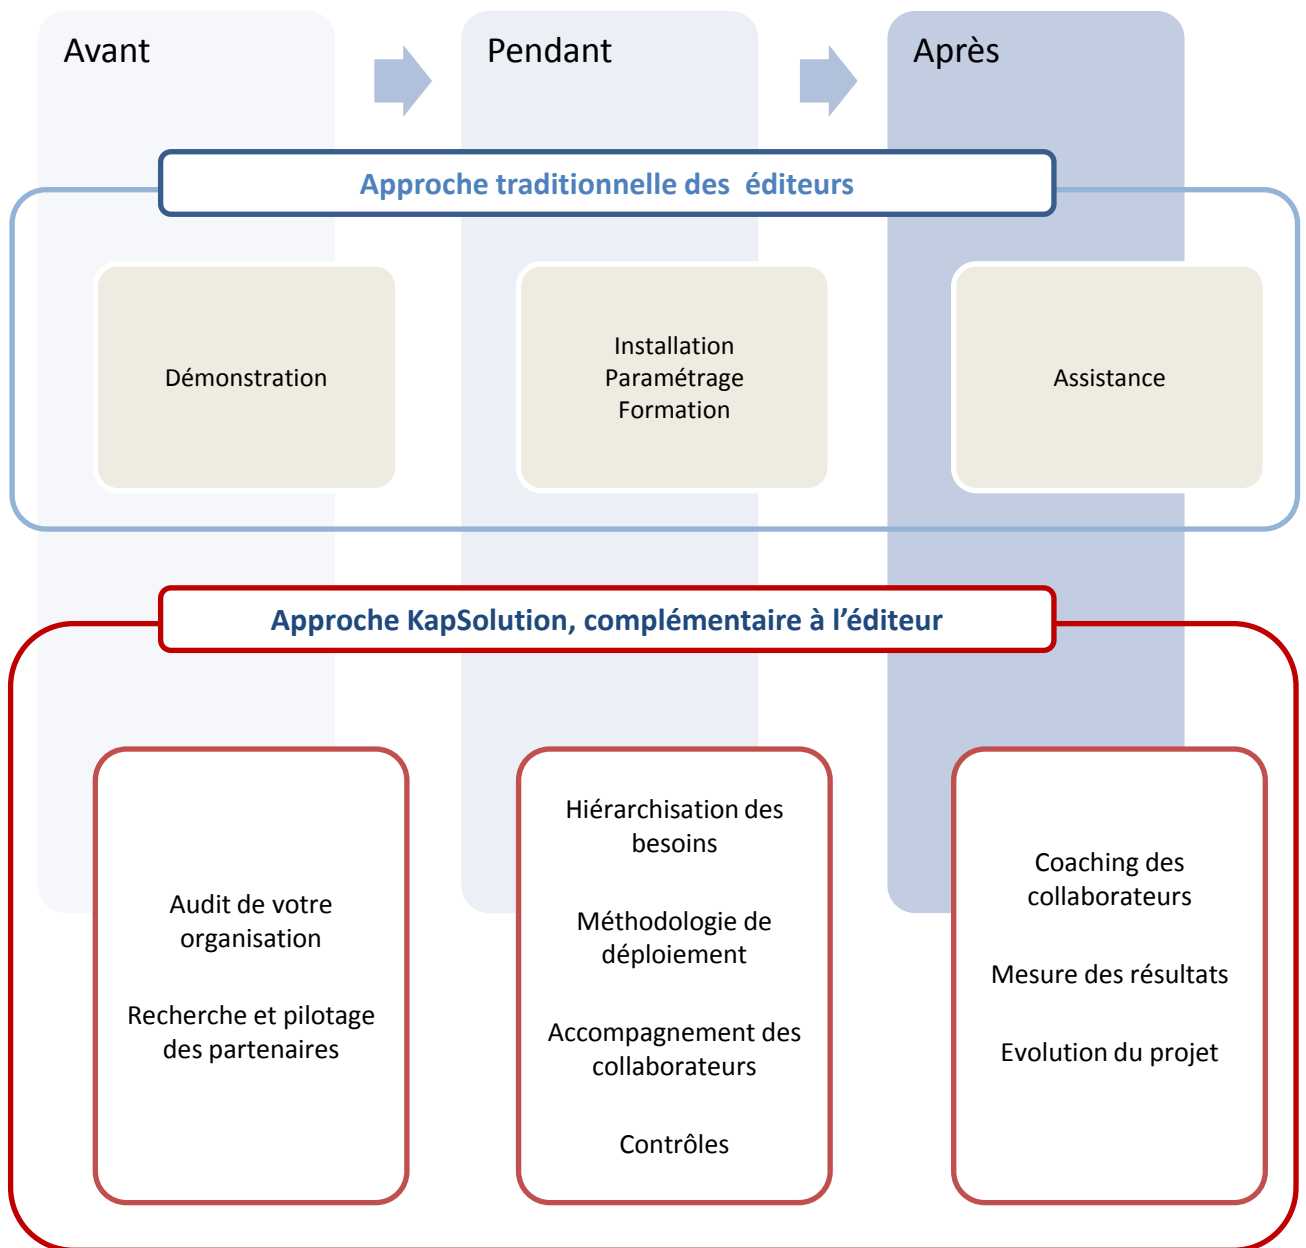 Avant
Pendant
Après
Approche traditionnelle des éditeurs
Démonstration
Installation
Paramétrage
Formation
Assistance
Approche KapSolution, complémentaire à l’éditeur
Audit de votre
organisation
Recherche et pilotage
des partenaires
Hiérarchisation des
besoins
Méthodologie de
déploiement
Accompagnement des
collaborateurs
Contrôles
Coaching des
collaborateurs
Mesure des résultats
Evolution du projet